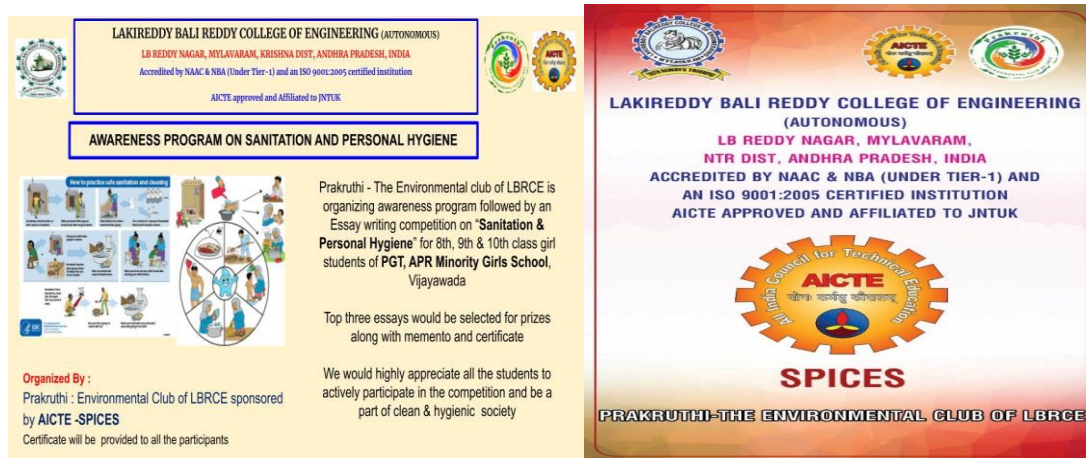 LAKIREDDY BALI REDDY COLLEGE OF ENGINEERING (AUTONOMOUS)
LB REDDY NAGAR, MYLAVARAM, KRISHNA DIST, ANDHRA PRADESH, INDIA
Accredited by NAAC & NBA (Under Tier-1) and an ISO 9001:2005 certified institution
AICTE approved and Affiliated to JNTUK
AICTE
AWARENESS PROGRAM ON SANITATION AND PERSONAL HYGIENE
How to practice safe sanitation and cleaning
Prakruthi - The Environmental club of LBRCE is
organizing awareness program followed by an
Essay writing competition on "Sanitation &
Personal Hygiene" for 8th, 9th & 10th class girl
students of PGT, APR Minority Girls School,
Vijayawada
Top three essays would be selected for prizes
along with memento and certificate
We would highly appreciate all the students to
actively participate in the competition and be a
part of clean & hygienic society
Organized By :
Prakruthi : Environmental Club of LBRCE sponsored
by AICTE -SPICES
Certificate will be provided to all the participants
AICTE
Prakruthi
LAKIREDDY BALI REDDY COLLEGE OF ENGINEERING
(AUTONOMOUS)
LB REDDY NAGAR, MYLAVARAM,
NTR DIST, ANDHRA PRADESH, INDIA
ACCREDITED BY NAAC & NBA (UNDER TIER-1) AND
AN ISO 9001:2005 CERTIFIED INSTITUTION
AICTE APPROVED AND AFFILIATED TO JNTUK
All India Council for Technical Education
AICTE
योगः कर्मसु कौशलम्
SPICES
PRAKRUTHI-THE ENVIRONMENTAL CLUB OF LBRCE